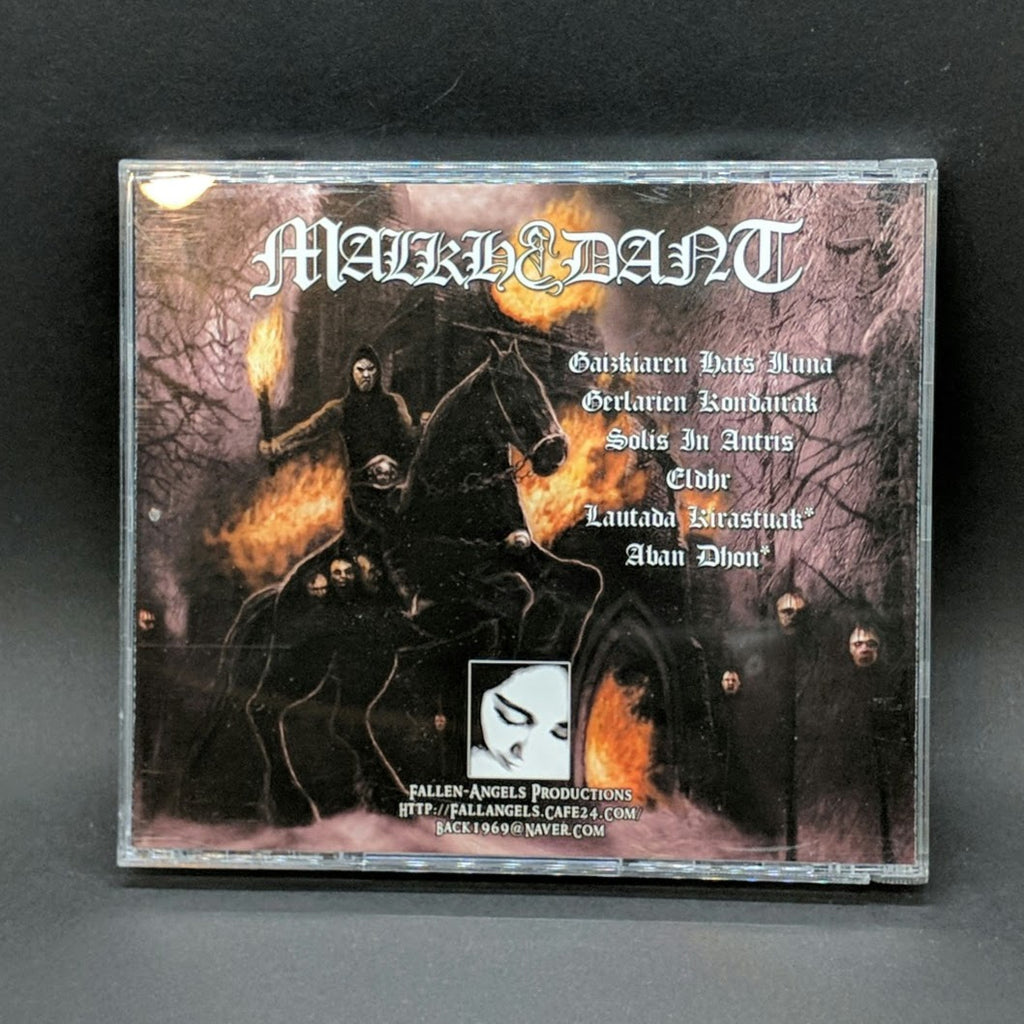 MALKHEDANT
Gaizkiaren Hats Iluna
Gerlarien Kondairak
Solis In Antris
Eldhr
Lautada Kirastuak*
Aban Dhon*
FALLEN-ANGELS PRODUCTIONS
HTTP://FALLANGELS.CAFE24.COM/
BACK1969@NAVER.COM